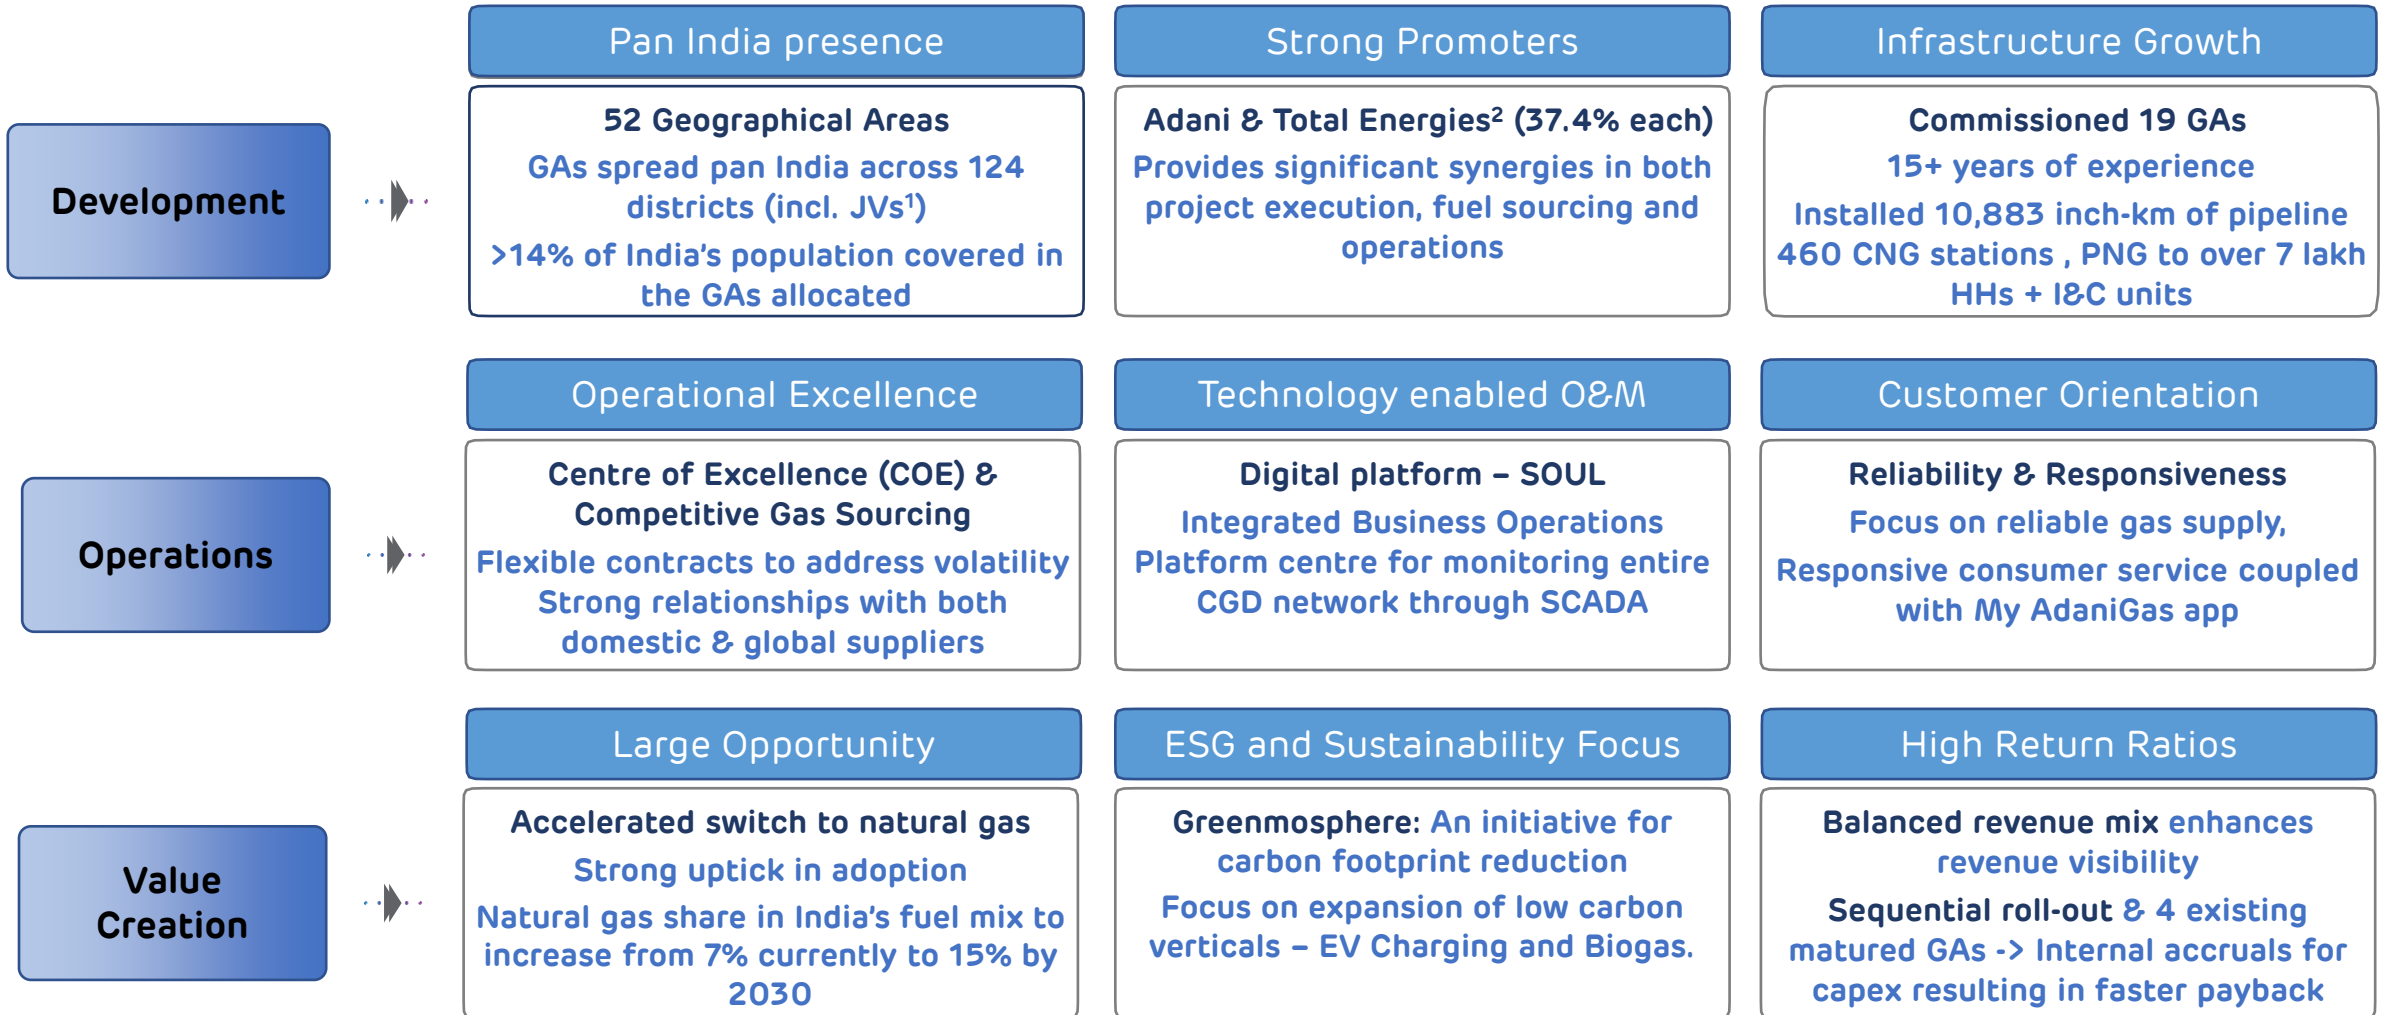 Pan India presence
Strong Promoters
Infrastructure Growth
Development
52 Geographical Areas
GAs spread pan India across 124
districts (incl. JVs¹)
>14% of India's population covered in
the GAs allocated
Adani & Total Energies² (37.4% each)
Provides significant synergies in both
project execution, fuel sourcing and
operations
Commissioned 19 GAs
15+ years of experience
Installed 10,883 inch-km of pipeline
460 CNG stations , PNG to over 7 lakh
HHs + I&C units
Operational Excellence
Technology enabled O&M
Customer Orientation
Operations
Centre of Excellence (COE) &
Competitive Gas Sourcing
Flexible contracts to address volatility
Strong relationships with both
domestic & global suppliers
Digital platform – SOUL
Integrated Business Operations
Platform centre for monitoring entire
CGD network through SCADA
Reliability & Responsiveness
Focus on reliable gas supply,
Responsive consumer service coupled
with My AdaniGas app
Large Opportunity
ESG and Sustainability Focus
High Return Ratios
Value
Creation
Accelerated switch to natural gas
Strong uptick in adoption
Natural gas share in India's fuel mix to
increase from 7% currently to 15% by
2030
Greenmosphere: An initiative for
carbon footprint reduction
Focus on expansion of low carbon
verticals – EV Charging and Biogas.
Balanced revenue mix enhances
revenue visibility
Sequential roll-out & 4 existing
matured GAs -> Internal accruals for
capex resulting in faster payback